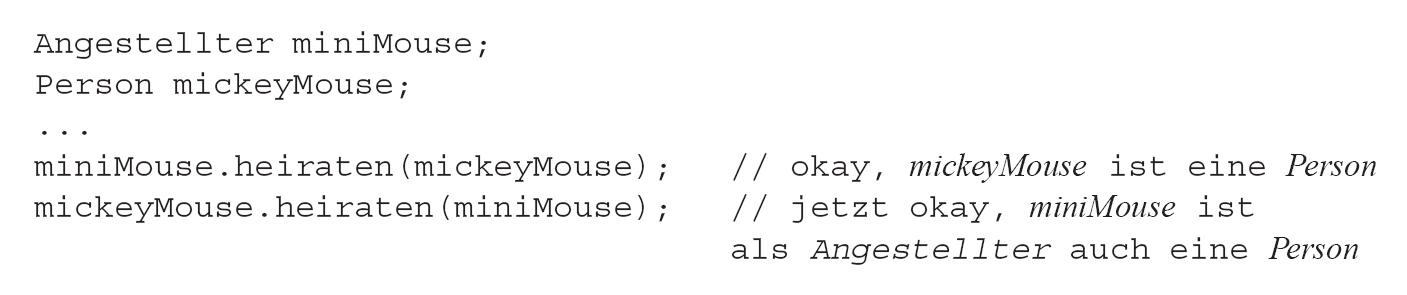 Angestellter miniMouse;
Person mickeyMouse;
...
miniMouse.heiraten(mickeyMouse); // okay, mickeyMouse ist eine Person
mickeyMouse.heiraten(miniMouse); // jetzt okay, miniMouse ist
als Angestellter auch eine Person